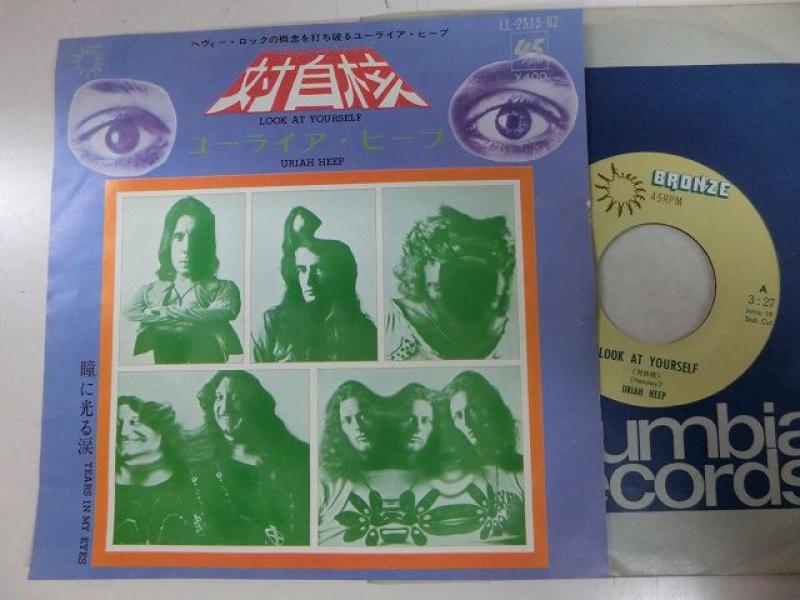 LL-2515-BZ
ヘヴィー・ロックの概念を打ち破るユーライア・ヒープ
45 rpm
¥400
対自核
LOOK AT YOURSELF
ユーライア・ヒープ
URIAH HEEP
瞳に光る涙 TEARS IN MY EYES
BRONZE
45RPM
A
3:27
LOOK AT YOURSELF
(対自核)
(Hensley)
URIAH HEEP
umbia
ecords